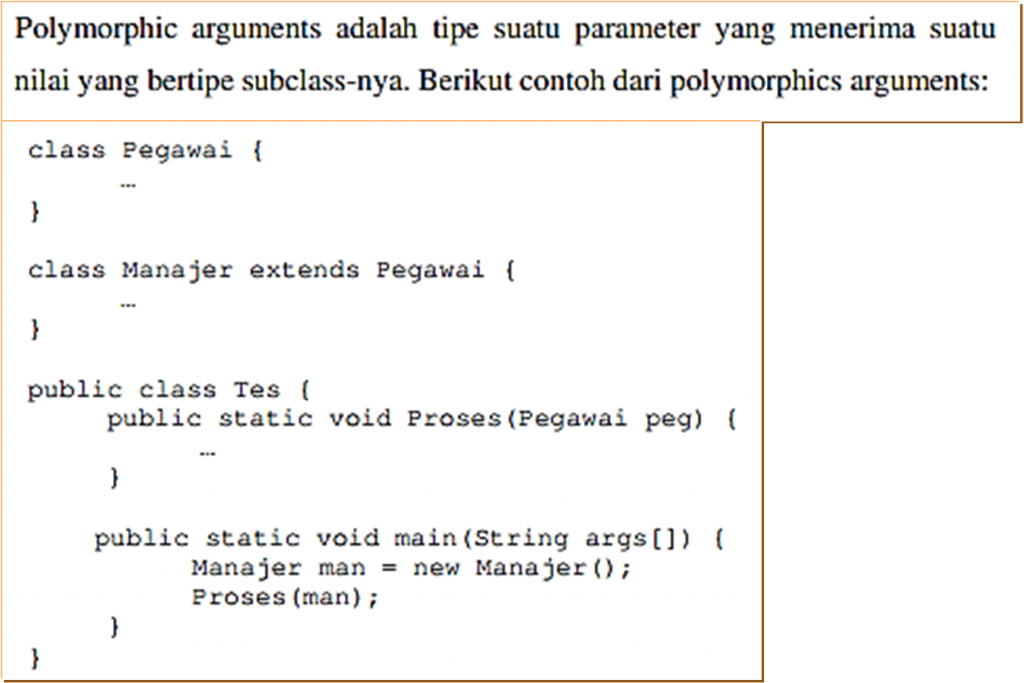 Polymorphic arguments adalah tipe suatu parameter yang menerima suatu
nilai yang bertipe subclass-nya. Berikut contoh dari polymorphics arguments:
class Pegawai {
…
}
class Manajer extends Pegawai {
…
}
public class Tes {
public static void Proses(Pegawai peg) {
…
}
public static void main(String args[]) {
Manajer man = new Manajer();
Proses(man);
}
}